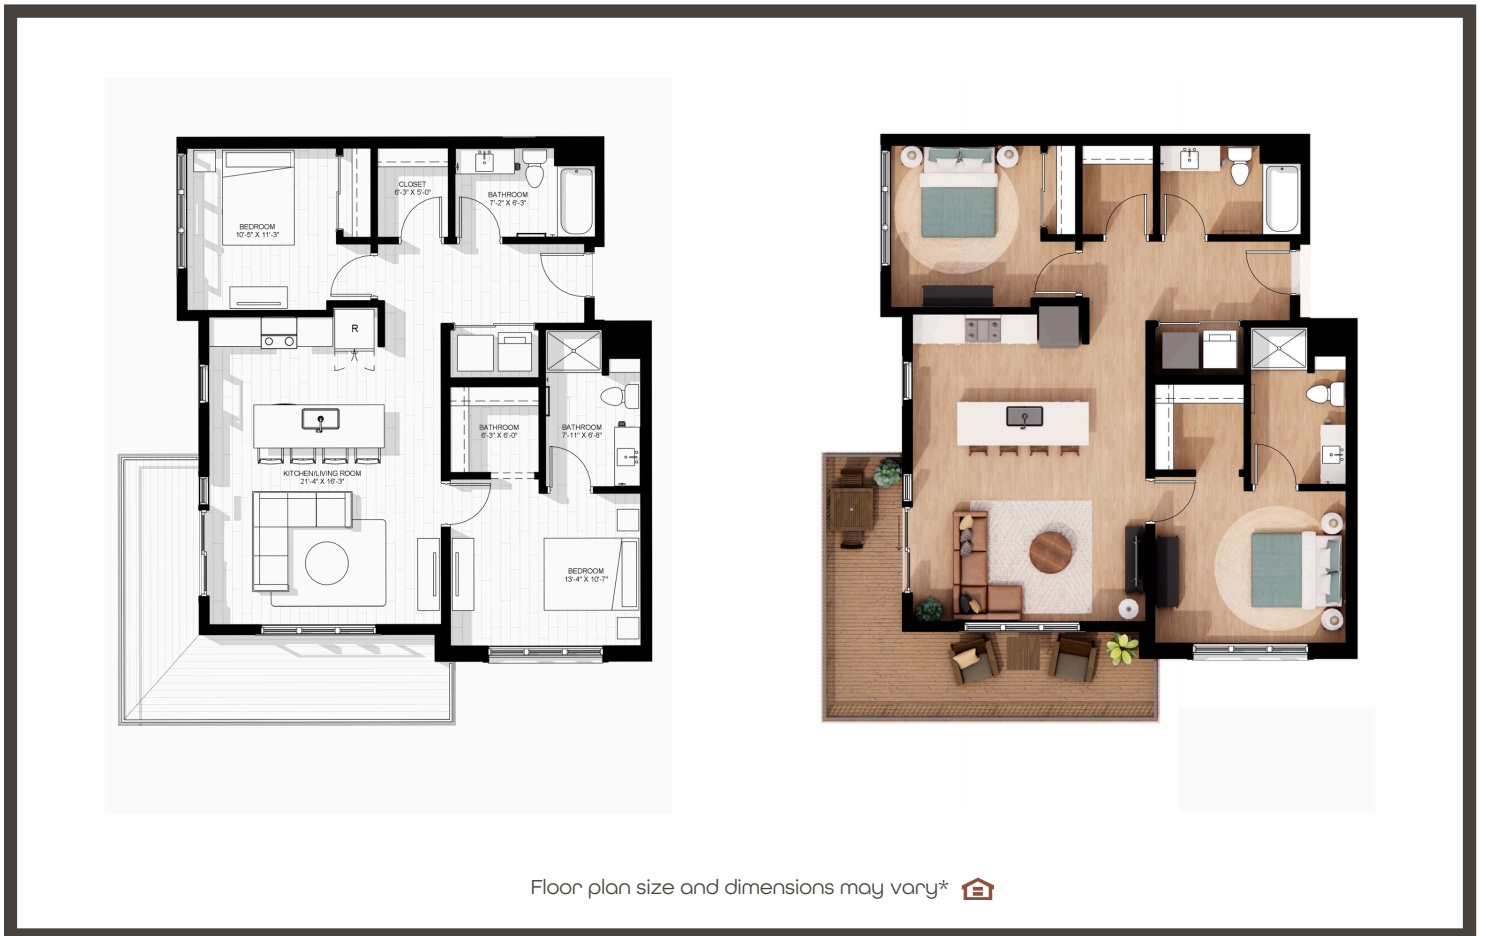 CLOSET
6'-3" X 5'-0"
BATHROOM
7'-2" X 6'-3"
BEDROOM
10'-5" X 11'-3"
R
BATHROOM
6'-3" X 6'-0"
BATHROOM
7'-11" X 6'-8"
KITCHEN/LIVING ROOM
21'-4" X 16'-3"
BEDROOM
13'-4" X 10'-7"
Floor plan size and dimensions may vary*